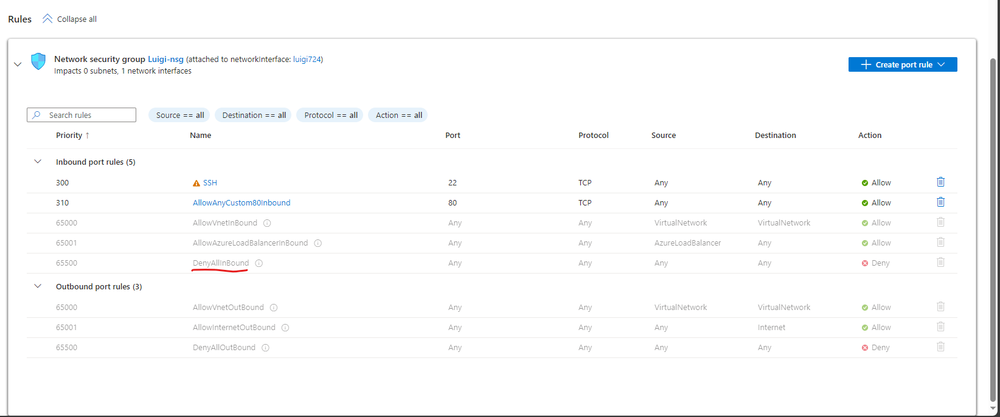 Rules Collapse all
Network security group Luigi-nsg (attached to networkInterface: luigi724)
Impacts 0 subnets, 1 network interfaces
Create port rule
Search rules Source == all Destination == all Protocol == all Action == all
Priority ↑ Name Port Protocol Source Destination Action
Inbound port rules (5)
300 SSH 22 TCP Any Any Allow
310 AllowAnyCustom80Inbound 80 TCP Any Any Allow
65000 AllowVnetInBound Any Any VirtualNetwork VirtualNetwork Allow
65001 AllowAzureLoadBalancerInBound Any Any AzureLoadBalancer Any Allow
65500 DenyAllInBound Any Any Any Any Deny
Outbound port rules (3)
65000 AllowVnetOutBound Any Any VirtualNetwork VirtualNetwork Allow
65001 AllowInternetOutBound Any Any Any Internet Allow
65500 DenyAllOutBound Any Any Any Any Deny